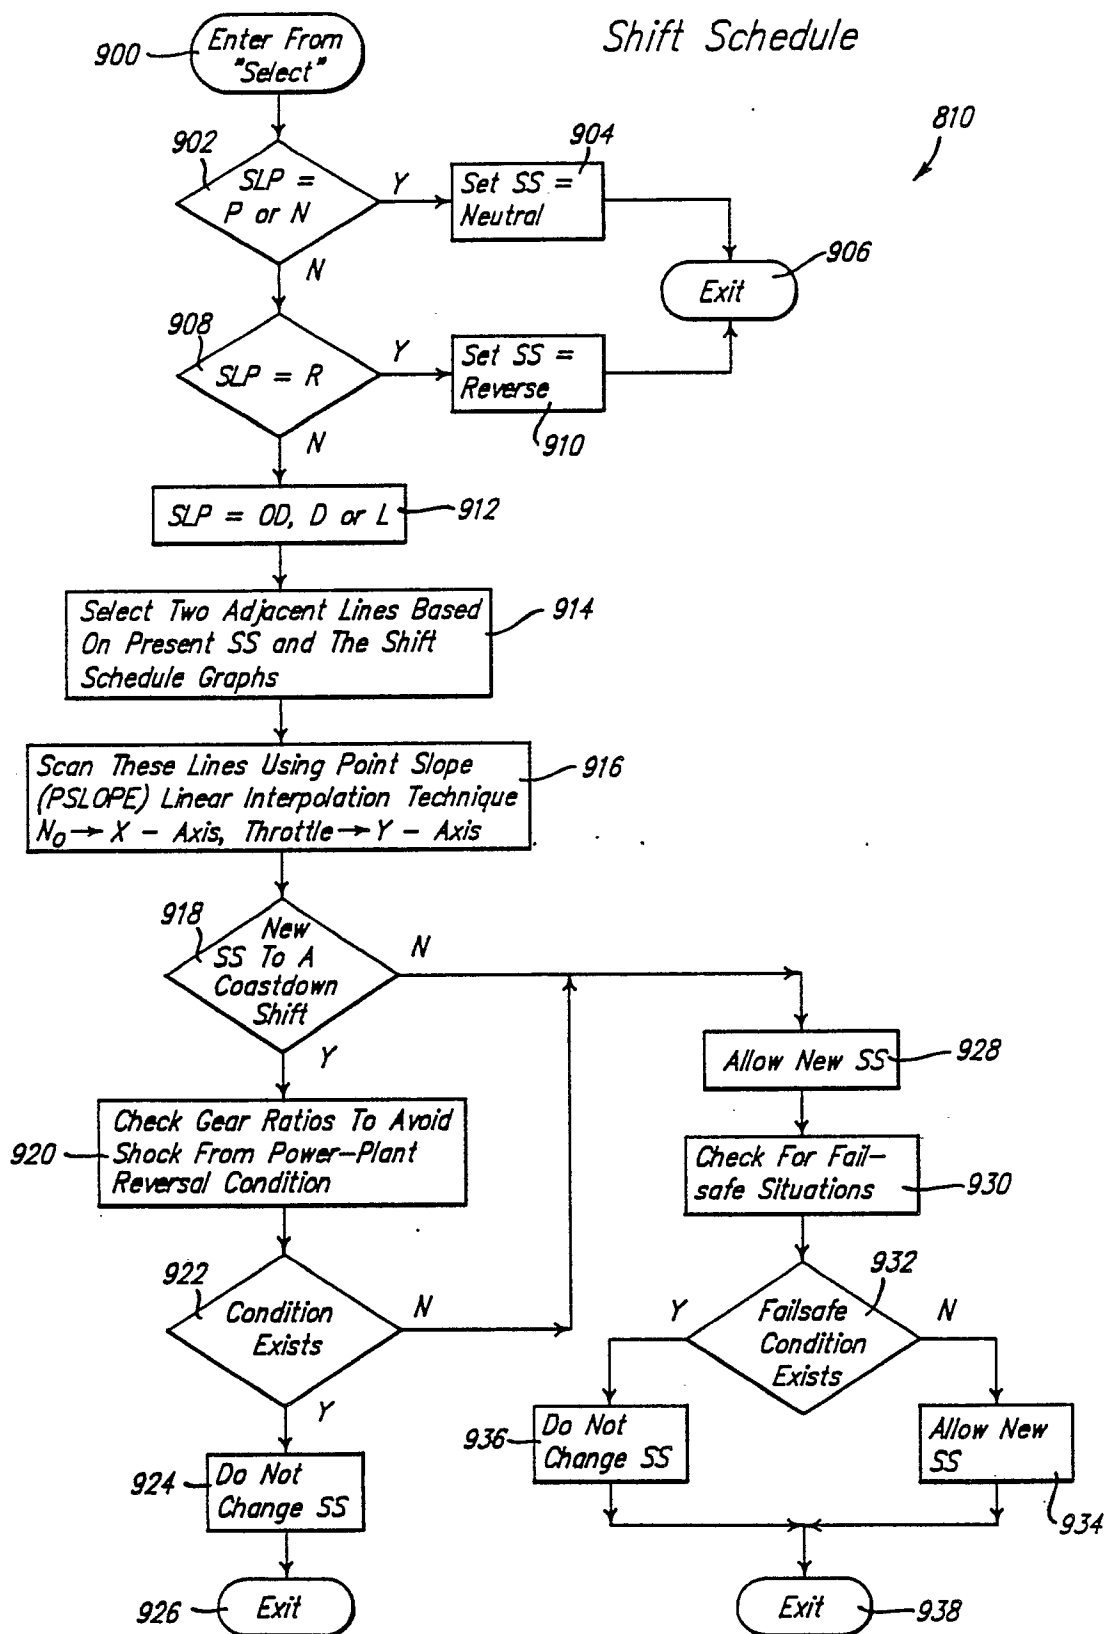 Shift Schedule
810
900
Enter From
"Select"
902
SLP =
P or N
Y
N
904
Set SS =
Neutral
906
Exit
908
SLP = R
Y
N
Set SS =
Reverse
910
SLP = OD, D or L
912
Select Two Adjacent Lines Based
On Present SS and The Shift
Schedule Graphs
914
Scan These Lines Using Point Slope
(PSLOPE) Linear Interpolation Technique
No → X - Axis, Throttle → Y - Axis
916
918
New
SS To A
Coastdown
Shift
N
Y
920
Check Gear Ratios To Avoid
Shock From Power-Plant
Reversal Condition
922
Condition
Exists
N
Y
924
Do Not
Change SS
926
Exit
Allow New SS
928
Check For Fail-
safe Situations
930
932
Failsafe
Condition
Exists
Y
N
936
Do Not
Change SS
Allow New
SS
934
Exit
938